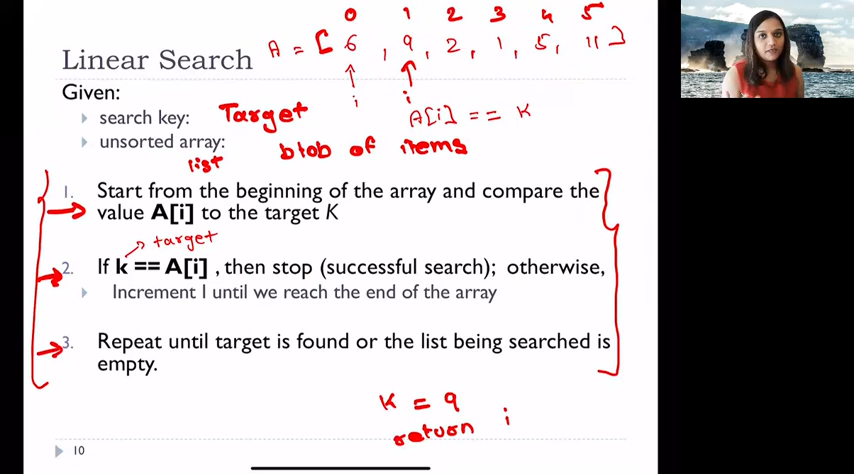 0 1 2 3 4 5
Linear Search A = [ 6 , 9 , 2 , 1 , 5 , 11 ]
Given:
i i
search key: Target A[i] == K
unsorted array: blob of items
list
1. Start from the beginning of the array and compare the
value A[i] to the target K
target
2. If k == A[i] , then stop (successful search); otherwise,
Increment I until we reach the end of the array
3. Repeat until target is found or the list being searched is
empty.
K = 9
return i
10